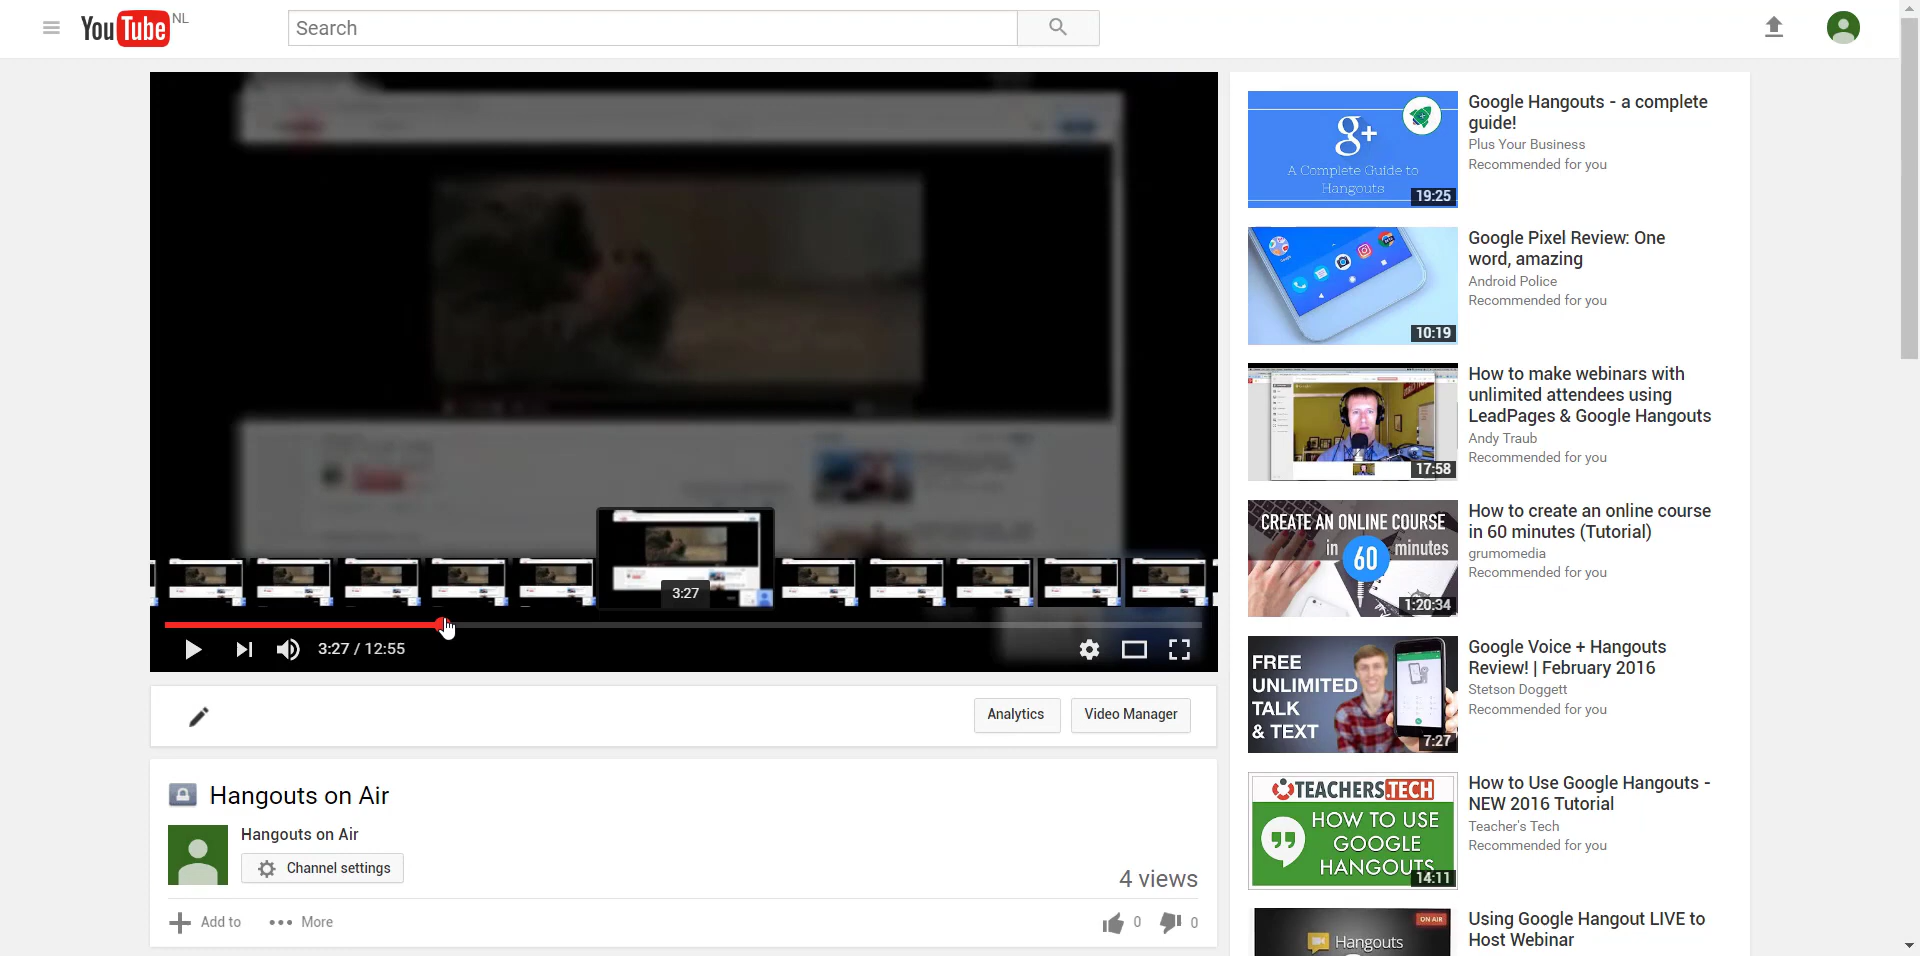 YouTube NL
Search
3:27
3:27 / 12:55
Analytics
Video Manager
Hangouts on Air
Hangouts on Air
Channel settings
4 views
Add to
More
0
0
g+
A Complete Guide to
Hangouts
19:25
Google Hangouts - a complete
guide!
Plus Your Business
Recommended for you
10:19
Google Pixel Review: One
word, amazing
Android Police
Recommended for you
17:58
How to make webinars with
unlimited attendees using
LeadPages & Google Hangouts
Andy Traub
Recommended for you
CREATE AN ONLINE COURSE
in 60 minutes
1:20:34
How to create an online course
in 60 minutes (Tutorial)
grumomedia
Recommended for you
FREE
UNLIMITED
TALK
& TEXT
7:27
Google Voice + Hangouts
Review! | February 2016
Stetson Doggett
Recommended for you
TEACHERS.TECH
HOW TO USE
GOOGLE
HANGOUTS
14:11
How to Use Google Hangouts -
NEW 2016 Tutorial
Teacher's Tech
Recommended for you
ON AIR
Hangouts
Using Google Hangout LIVE to
Host Webinar